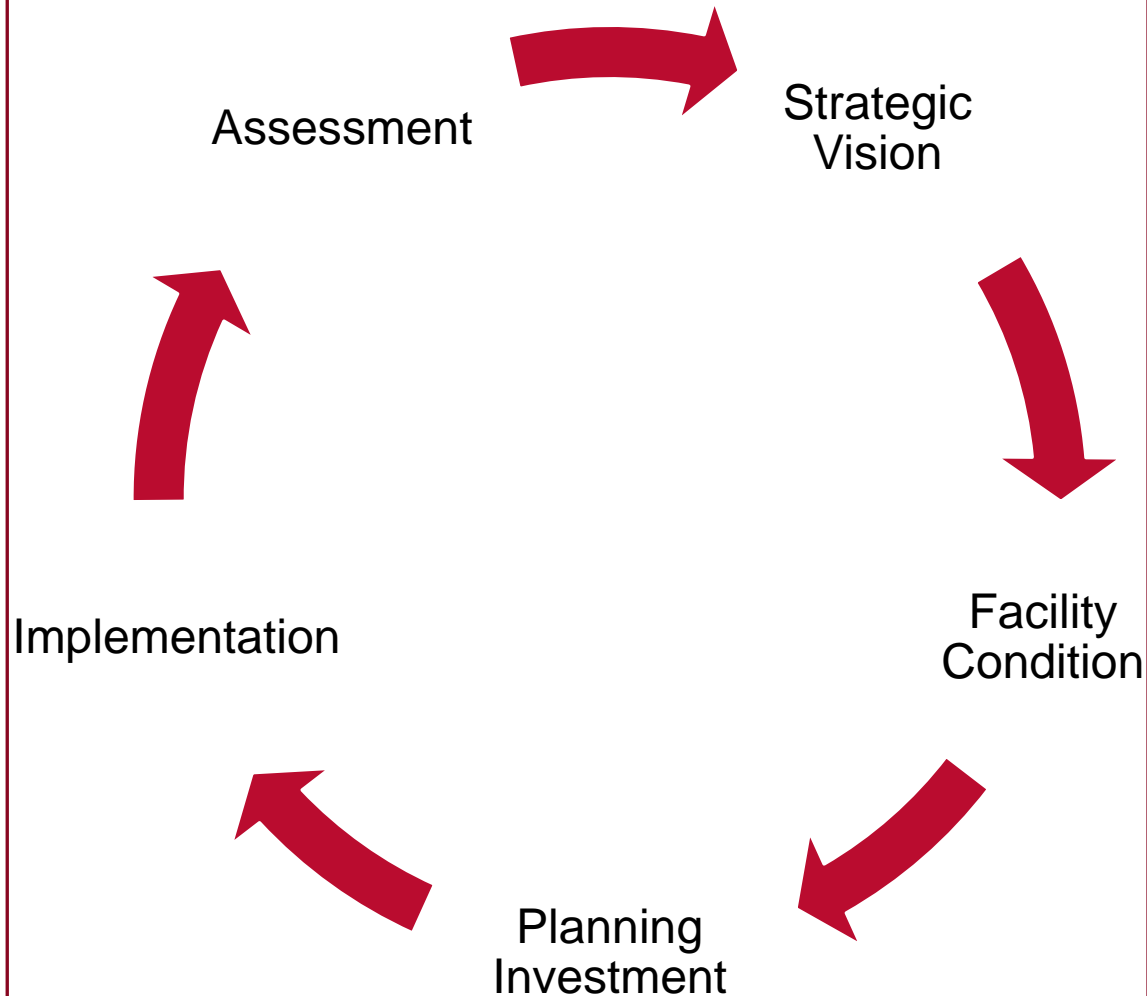 Assessment
Strategic
Vision
Facility
Condition
Planning
Investment
Implementation